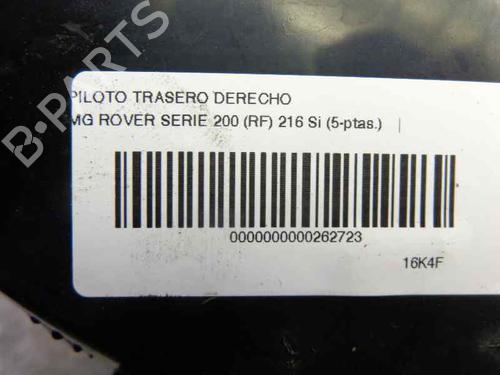 B-PARTS
PILOTO TRASERO DERECHO
MG ROVER SERIE 200 (RF) 216 Si (5-ptas.) |
0000000000262723
16K4F